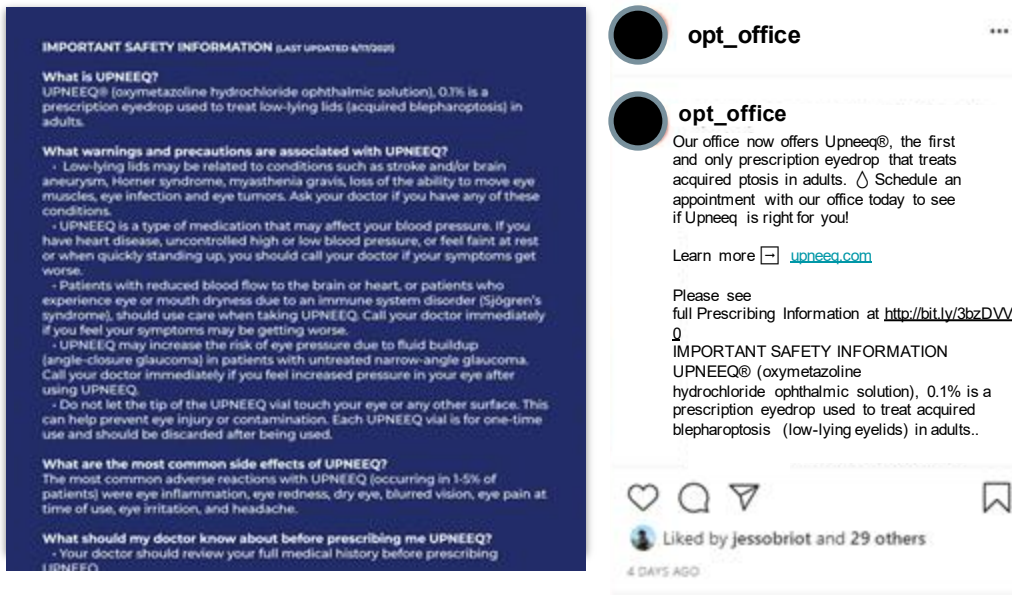 IMPORTANT SAFETY INFORMATION (LAST UPDATED 6/17/2021)
What is UPNEEQ?
UPNEEQ® (oxymetazoline hydrochloride ophthalmic solution), 0.1% is a
prescription eyedrop used to treat low-lying lids (acquired blepharoptosis) in
adults.
What warnings and precautions are associated with UPNEEQ?
- Low-lying lids may be related to conditions such as stroke and/or brain
aneurysm, Horner syndrome, myasthenia gravis, loss of the ability to move eye
muscles, eye infection and eye tumors. Ask your doctor if you have any of these
conditions.
- UPNEEQ is a type of medication that may affect your blood pressure. If you
have heart disease, uncontrolled high or low blood pressure, or feel faint at rest
or when quickly standing up, you should call your doctor if your symptoms get
worse.
- Patients with reduced blood flow to the brain or heart, or patients who
experience eye or mouth dryness due to an immune system disorder (Sjögren's
syndrome), should use care when taking UPNEEQ. Call your doctor immediately
if you feel your symptoms may be getting worse.
- UPNEEQ may increase the risk of eye pressure due to fluid buildup
(angle-closure glaucoma) in patients with untreated narrow-angle glaucoma.
Call your doctor immediately if you feel increased pressure in your eye after
using UPNEEQ.
- Do not let the tip of the UPNEEQ vial touch your eye or any other surface. This
can help prevent eye injury or contamination. Each UPNEEQ vial is for one-time
use and should be discarded after being used.
What are the most common side effects of UPNEEQ?
The most common adverse reactions with UPNEEQ (occurring in 1-5% of
patients) were eye inflammation, eye redness, dry eye, blurred vision, eye pain at
time of use, eye irritation, and headache.
What should my doctor know about before prescribing me UPNEEQ?
- Your doctor should review your full medical history before prescribing
UPNEEQ.
opt_office
opt_office
Our office now offers Upneeq®, the first
and only prescription eyedrop that treats
acquired ptosis in adults. Schedule an
appointment with our office today to see
if Upneeq is right for you!
Learn more → upneeq.com
Please see
full Prescribing Information at http://bit.ly/3bzDVV
0
IMPORTANT SAFETY INFORMATION
UPNEEQ® (oxymetazoline
hydrochloride ophthalmic solution), 0.1% is a
prescription eyedrop used to treat acquired
blepharoptosis (low-lying eyelids) in adults..
Liked by jessobriot and 29 others
4 DAYS AGO